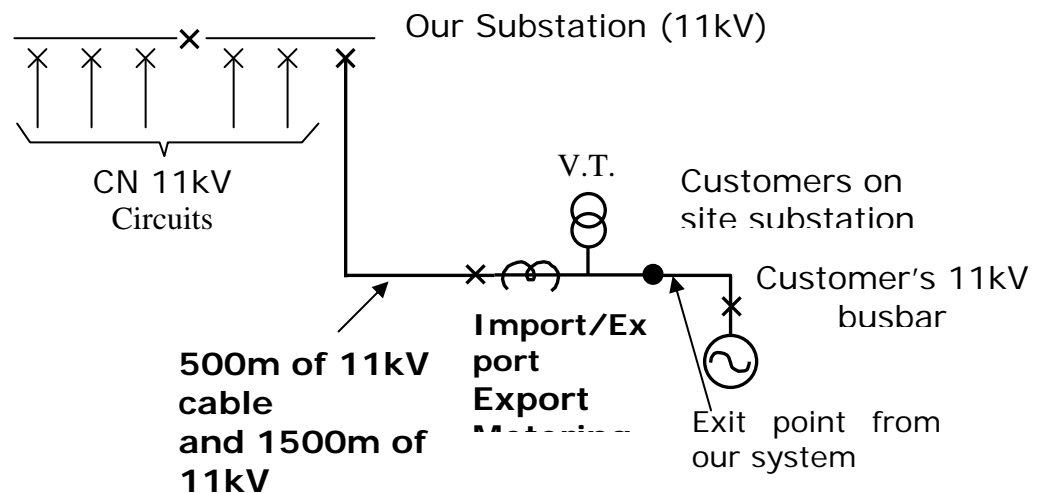 Our Substation (11kV)
CN 11kV
Circuits
V.T.
Customers on
site substation
Customer's 11kV
busbar
Import/Ex
port
Export
Metering
500m of 11kV
cable
and 1500m of
11kV
Exit point from
our system